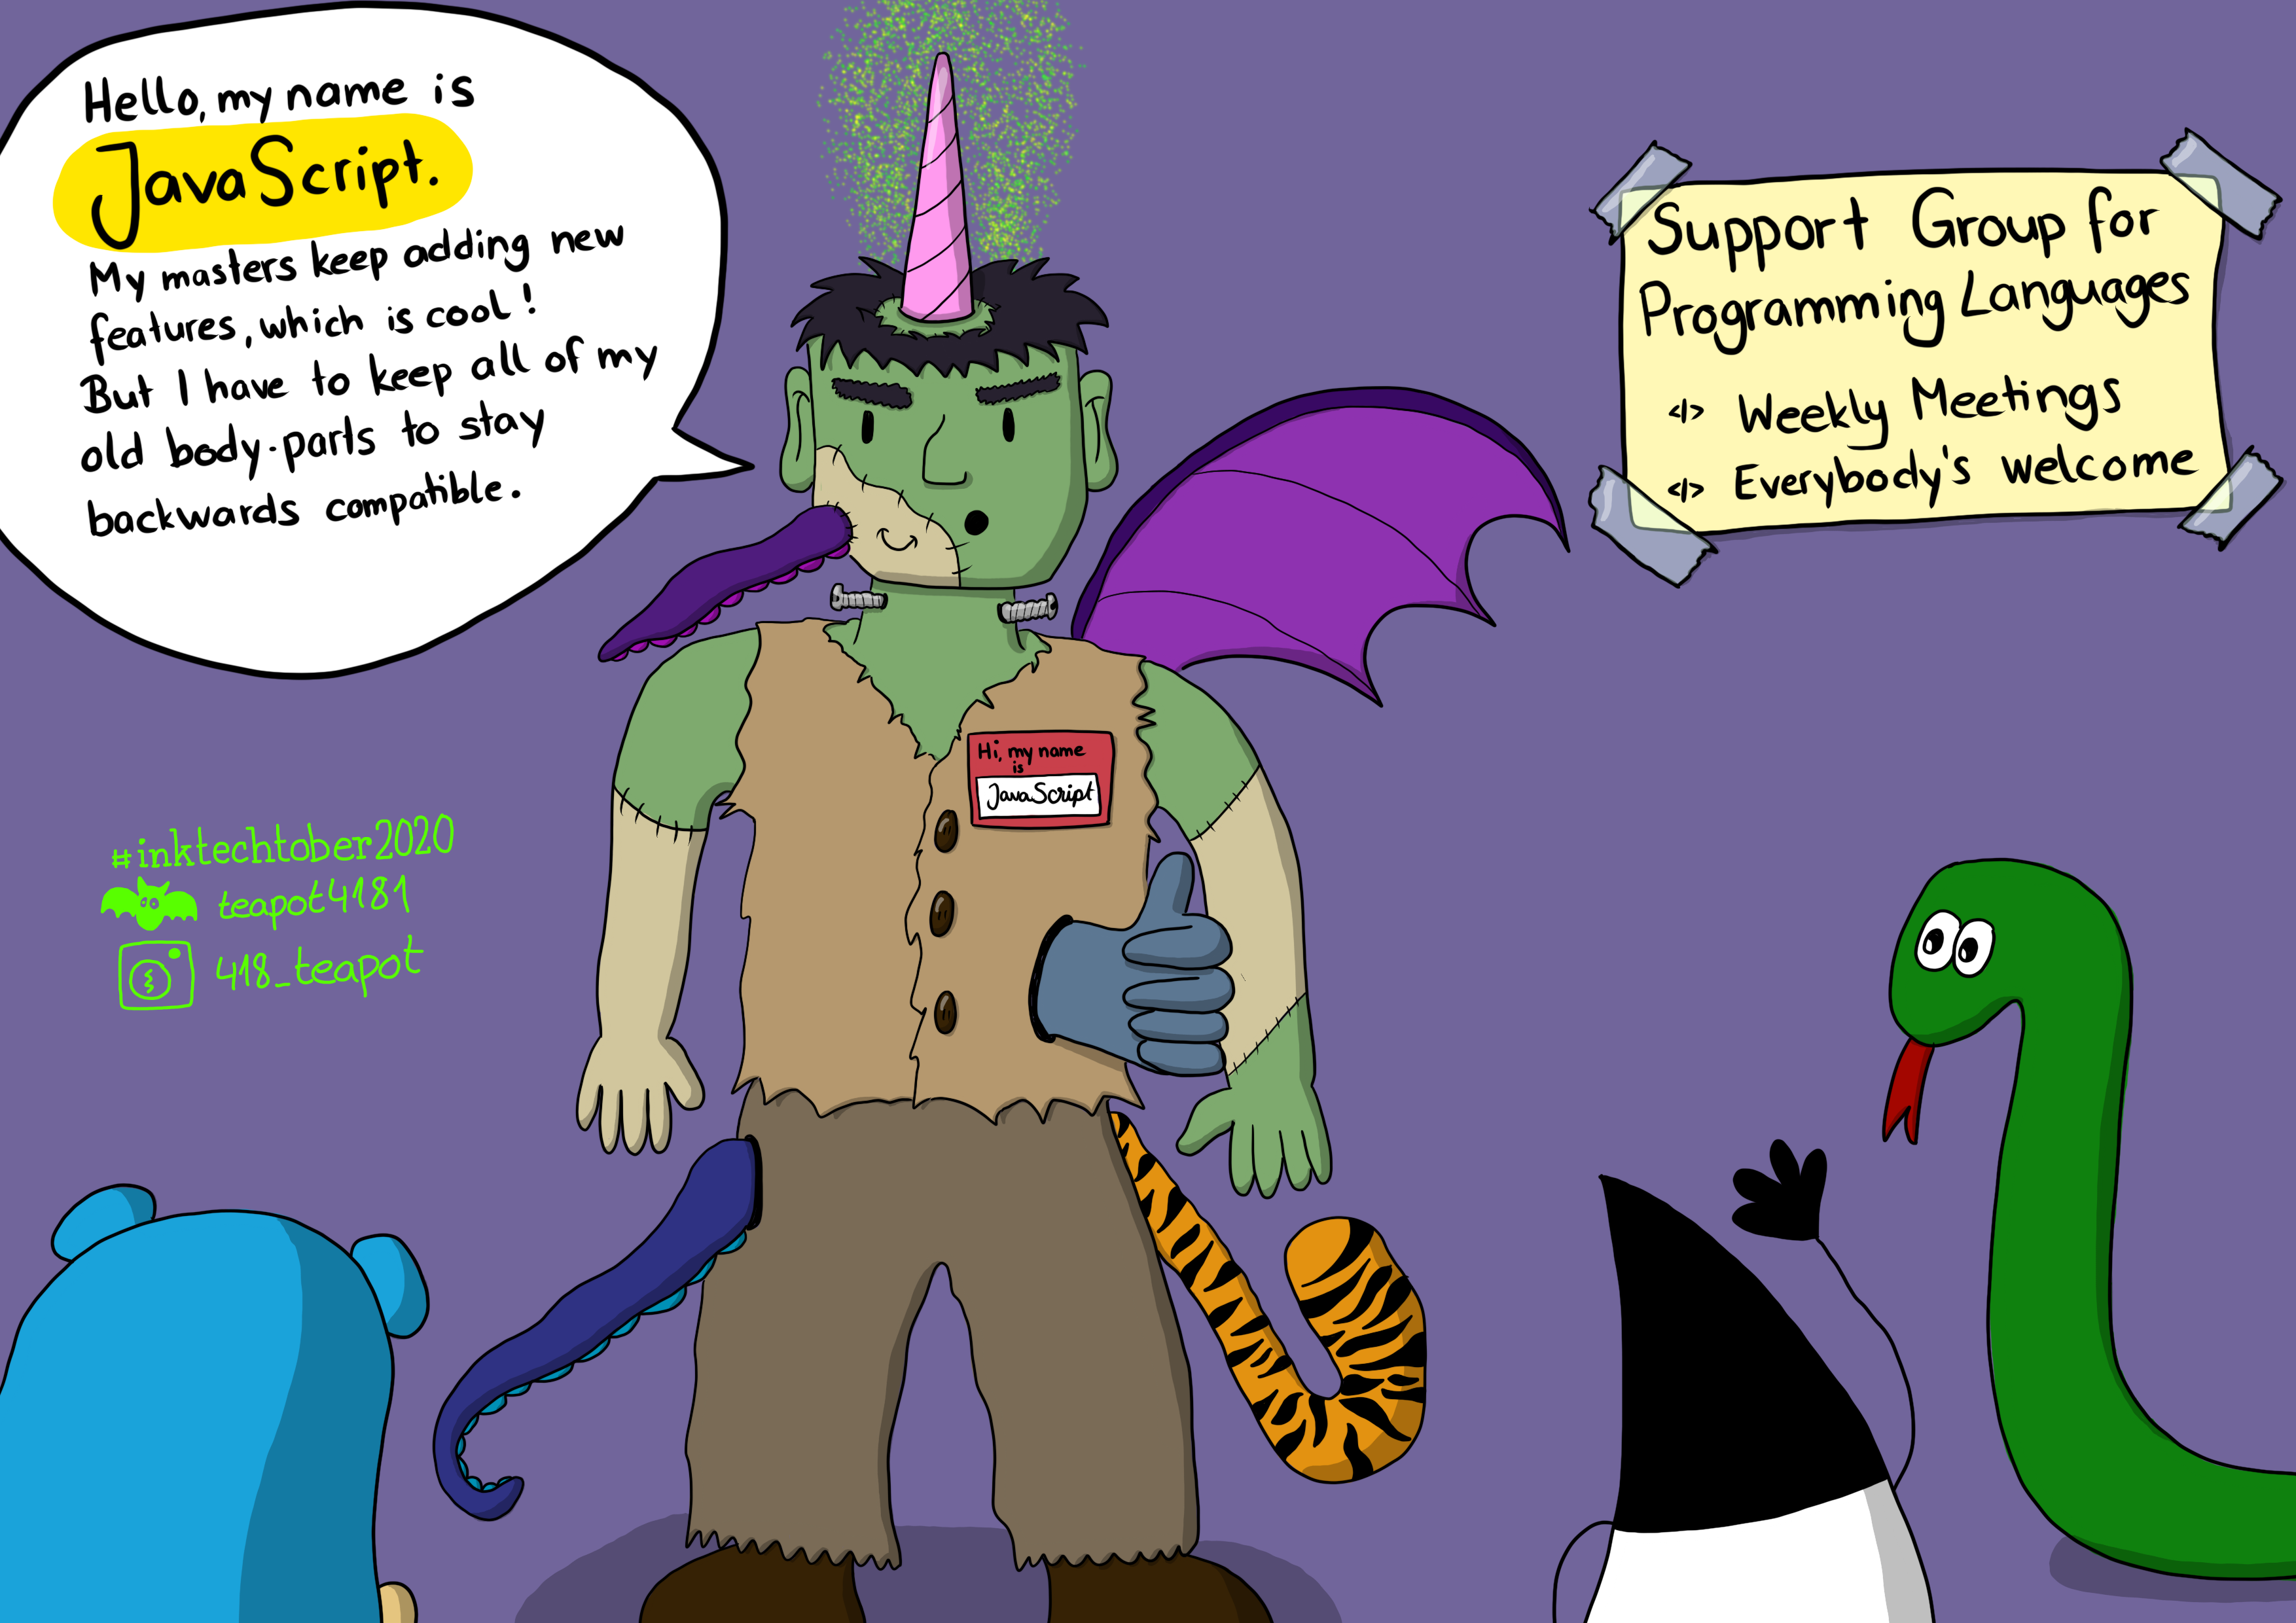 Hello, my name is
JavaScript.
My masters keep adding new
features, which is cool!
But I have to keep all of my
old body-parts to stay
backwards compatible.
Support Group for
Programming Languages
</> Weekly Meetings
</> Everybody's welcome
Hi, my name
is
JavaScript
#inktechtober2020
teapot4181
418_teapot